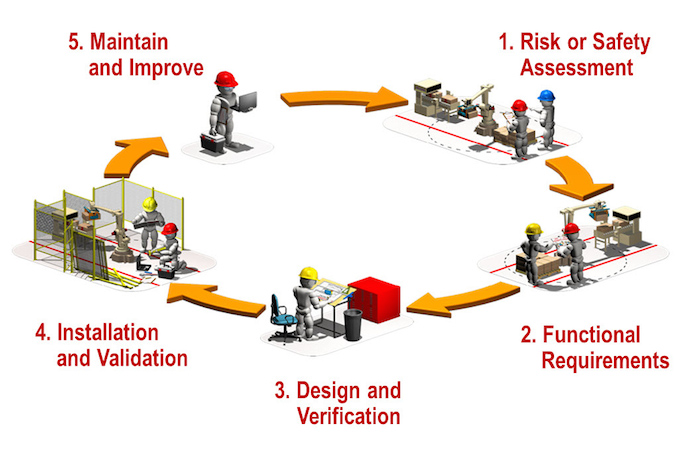 1. Risk or Safety
Assessment
2. Functional
Requirements
3. Design and
Verification
4. Installation
and Validation
5. Maintain
and Improve